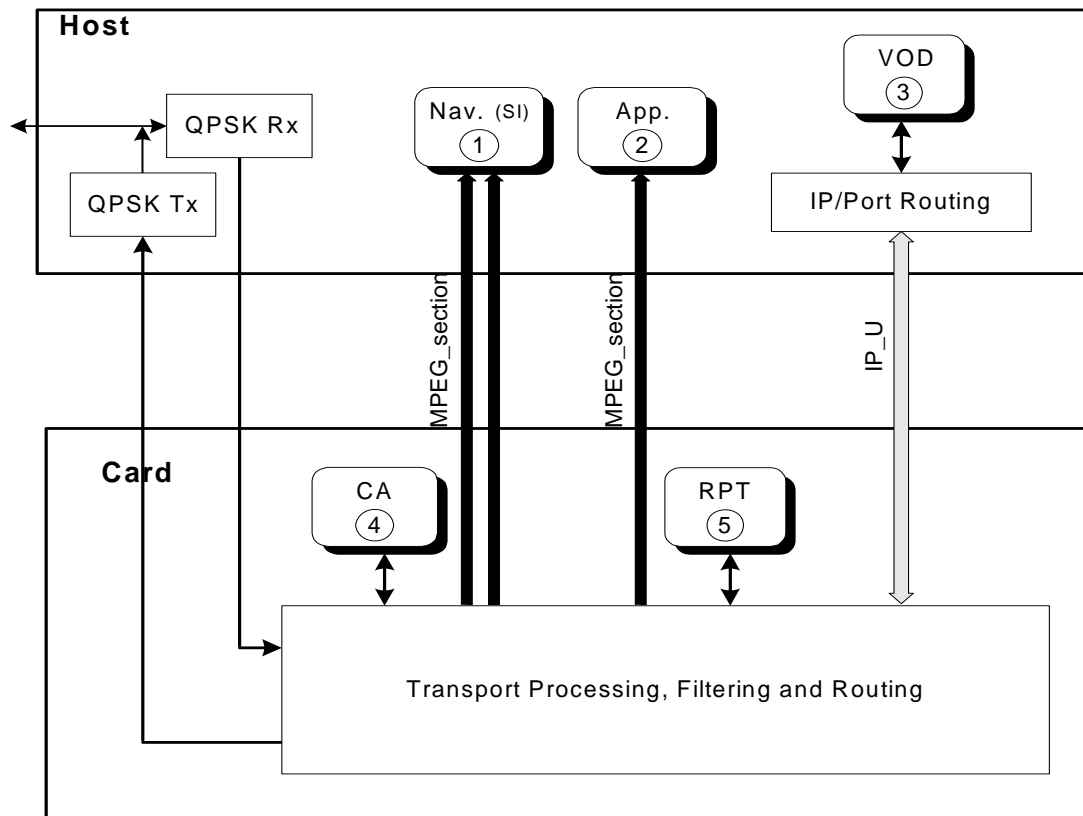 Host
VOD
3
QPSK Rx
Nav. (SI)
1
App.
2
QPSK Tx
IP/Port Routing
MPEG_section
MPEG_section
IP_U
Card
CA
4
RPT
5
Transport Processing, Filtering and Routing